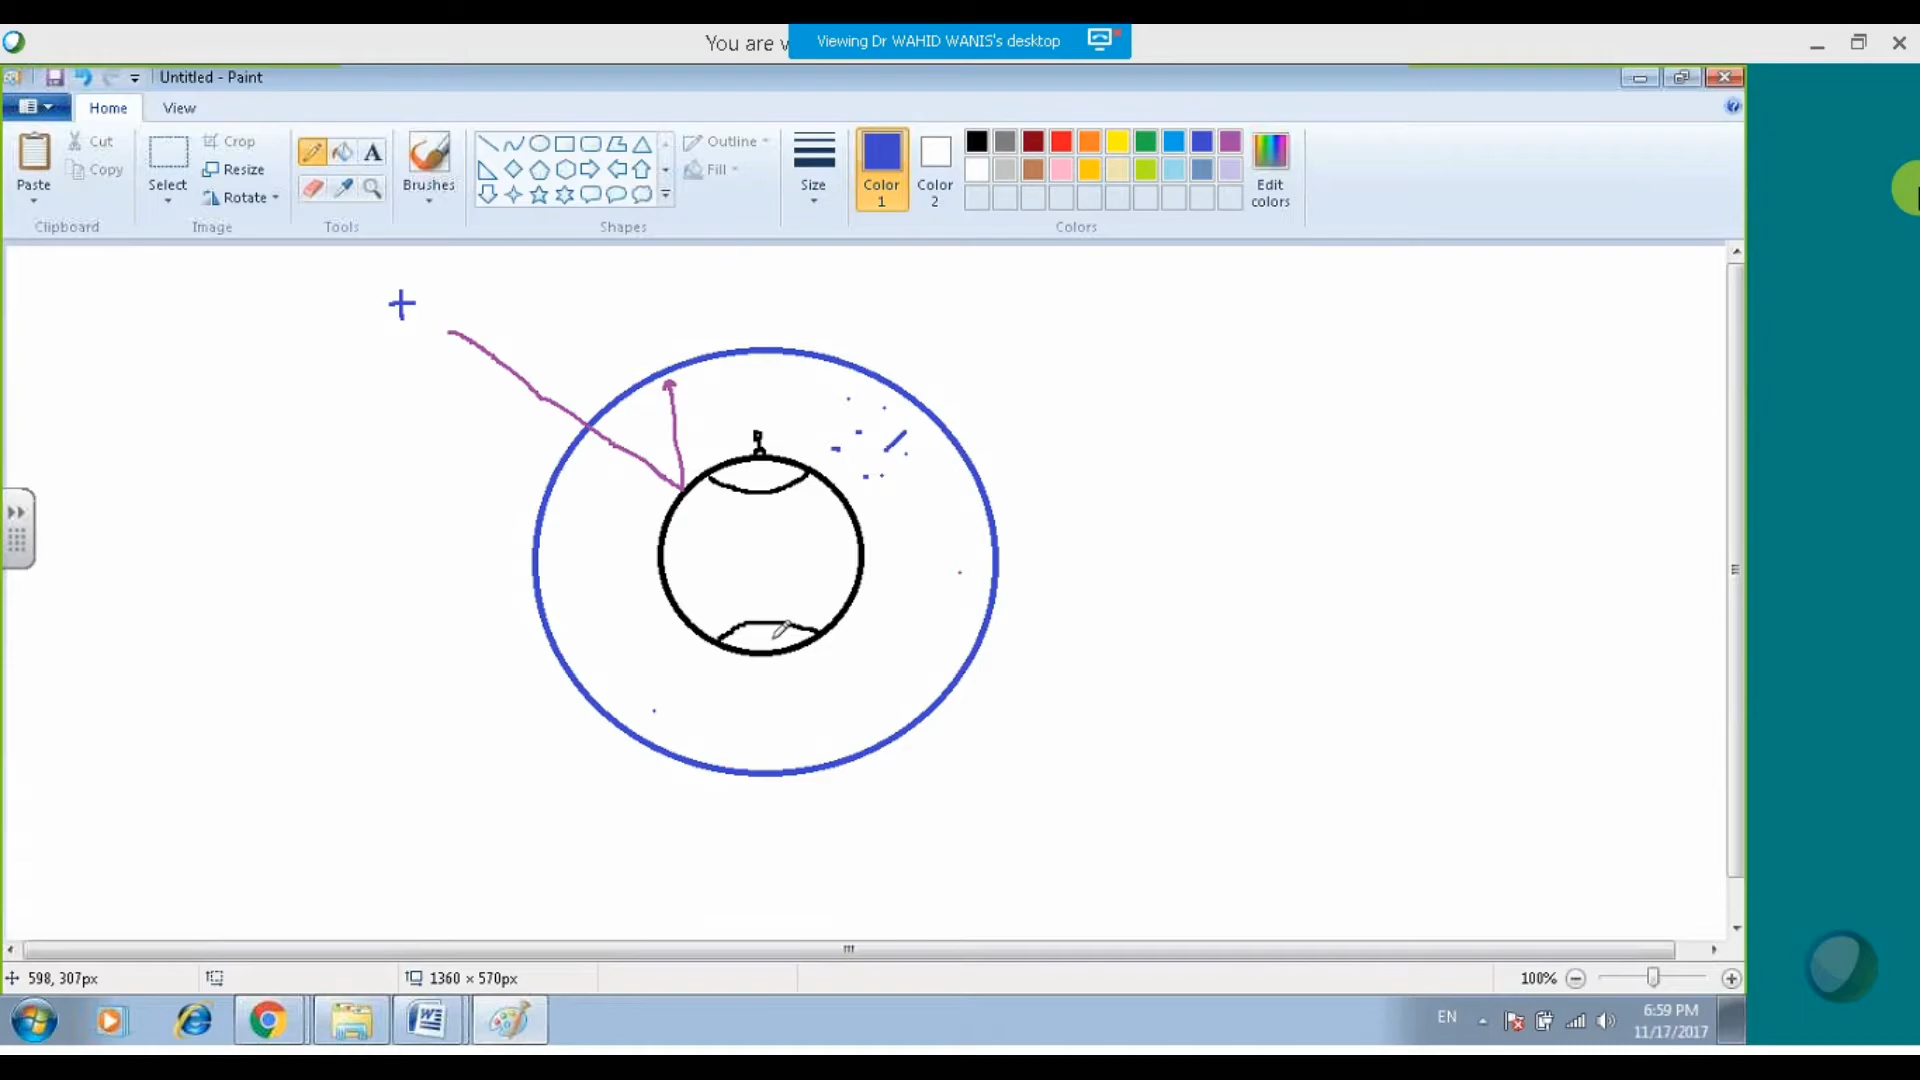 You are v
Viewing Dr WAHID WANIS's desktop
Untitled - Paint
Home View
Paste
Cut
Copy
Clipboard
Select
Crop
Resize
Rotate
Image
A
Tools
Brushes
Outline
Fill
Shapes
Size
Color 1
Color 2
Edit colors
Colors
+
598, 307px
1360 × 570px
100%
EN
6:59 PM
11/17/2017